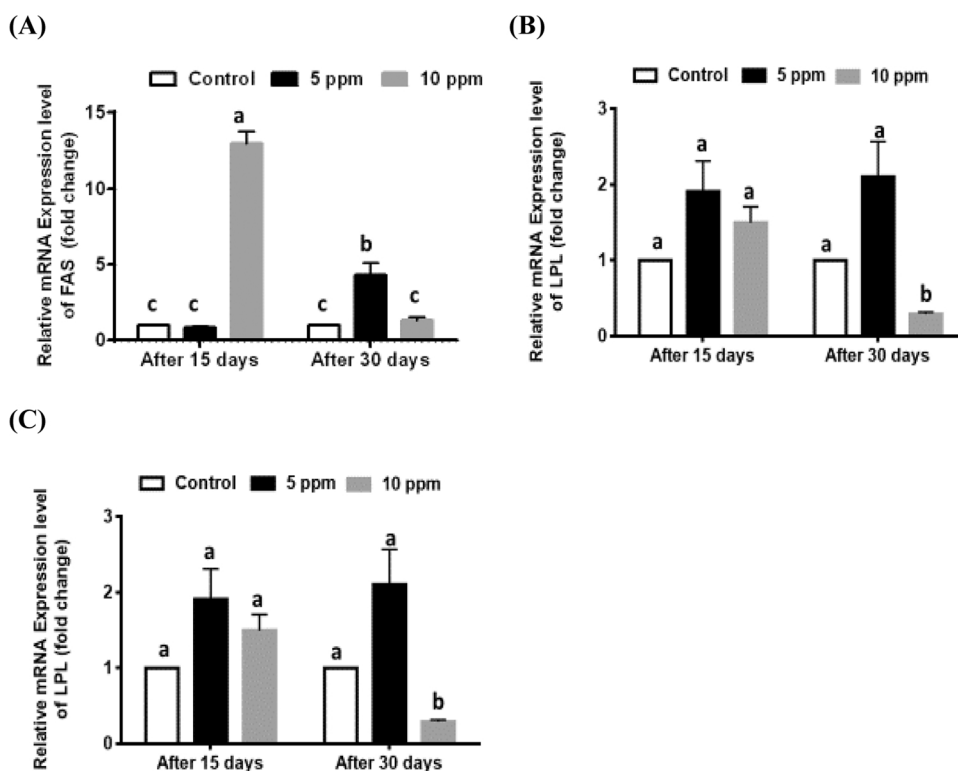 (A)
Control 5 ppm 10 ppm
Relative mRNA Expression level
of FAS (fold change)
15
10
5
0
c c a c b c
After 15 days After 30 days
(B)
Control 5 ppm 10 ppm
Relative mRNA Expression level
of LPL (fold change)
3
2
1
0
a a a a a b
After 15 days After 30 days
(C)
Control 5 ppm 10 ppm
Relative mRNA Expression level
of LPL (fold change)
3
2
1
0
a a a a a b
After 15 days After 30 days